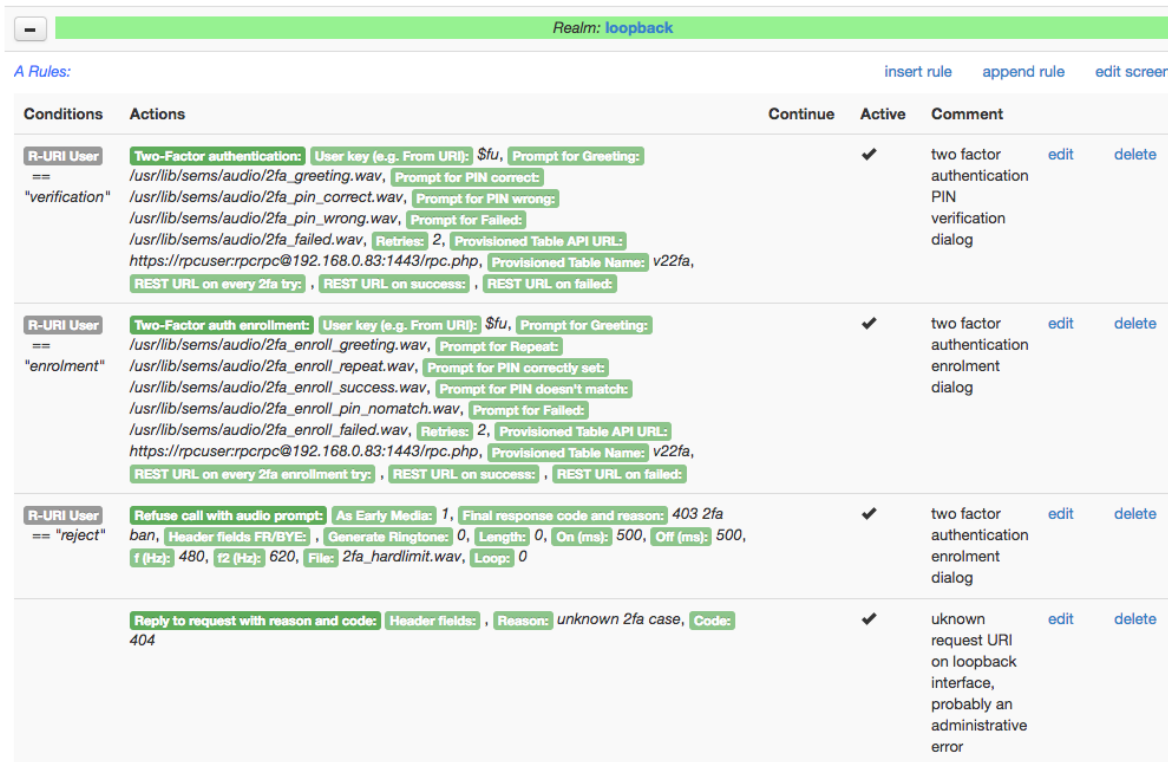 –
Realm: loopback
A Rules:
insert rule append rule edit screen
Conditions Actions Continue Active Comment
R-URI User
==
"verification"
Two-Factor authentication: User key (e.g. From URI): $fu, Prompt for Greeting:
/usr/lib/sems/audio/2fa_greeting.wav, Prompt for PIN correct:
/usr/lib/sems/audio/2fa_pin_correct.wav, Prompt for PIN wrong:
/usr/lib/sems/audio/2fa_pin_wrong.wav, Prompt for Failed:
/usr/lib/sems/audio/2fa_failed.wav, Retries: 2, Provisioned Table API URL:
https://rpcuser:rpcrpc@192.168.0.83:1443/rpc.php, Provisioned Table Name: v22fa,
REST URL on every 2fa try: , REST URL on success: , REST URL on failed:
✔
two factor
authentication
PIN
verification
dialog
edit delete
R-URI User
==
"enrolment"
Two-Factor auth enrollment: User key (e.g. From URI): $fu, Prompt for Greeting:
/usr/lib/sems/audio/2fa_enroll_greeting.wav, Prompt for Repeat:
/usr/lib/sems/audio/2fa_enroll_repeat.wav, Prompt for PIN correctly set:
/usr/lib/sems/audio/2fa_enroll_success.wav, Prompt for PIN doesn't match:
/usr/lib/sems/audio/2fa_enroll_pin_nomatch.wav, Prompt for Failed:
/usr/lib/sems/audio/2fa_enroll_failed.wav, Retries: 2, Provisioned Table API URL:
https://rpcuser:rpcrpc@192.168.0.83:1443/rpc.php, Provisioned Table Name: v22fa,
REST URL on every 2fa enrollment try: , REST URL on success: , REST URL on failed:
✔
two factor
authentication
enrolment
dialog
edit delete
R-URI User
== "reject"
Refuse call with audio prompt: As Early Media: 1, Final response code and reason: 403 2fa
ban, Header fields FR/BYE: , Generate Ringtone: 0, Length: 0, On (ms): 500, Off (ms): 500,
f (Hz): 480, f2 (Hz): 620, File: 2fa_hardlimit.wav, Loop: 0
✔
two factor
authentication
enrolment
dialog
edit delete
Reply to request with reason and code: Header fields: , Reason: unknown 2fa case, Code:
404
✔
uknown
request URI
on loopback
interface,
probably an
administrative
error
edit delete